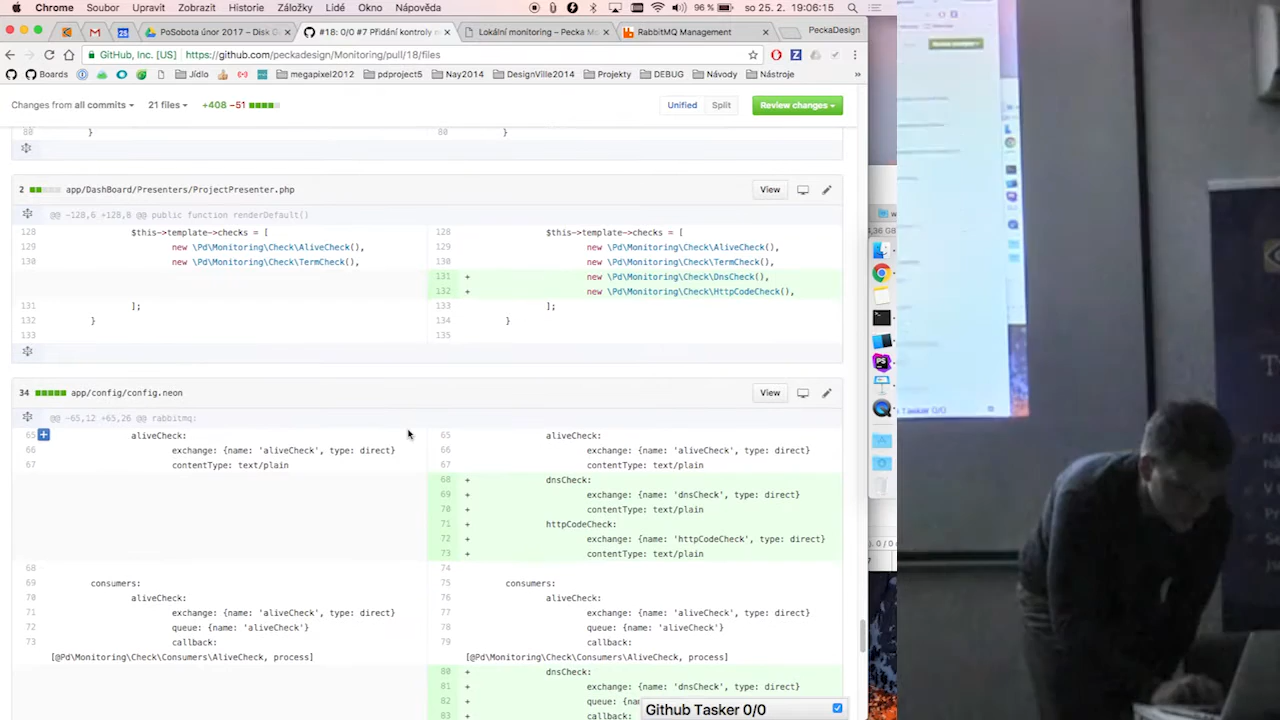 Chrome Soubor Upravit Zobrazit Historie Záložky Lidé Okno Nápověda 96 % so 25. 2. 19:06:15
PoSobota únor 2017 – Disk G
#18: 0/0 #7 Přidání kontroly n
Lokální monitoring – Pecka M
RabbitMQ Management
PeckaDesign
GitHub, Inc. [US] https://github.com/peckadesign/Monitoring/pull/18/files
Boards Jídlo megapixel2012 pdproject5 Nay2014 DesignVille2014 Projekty DEBUG Návody Nástroje »
Changes from all commits 21 files +408 −51 Unified Split Review changes
80 } 80 }
2 app/DashBoard/Presenters/ProjectPresenter.php View
@@ -128,6 +128,8 @@ public function renderDefault()
128 $this->template->checks = [ 128 $this->template->checks = [
129 new \Pd\Monitoring\Check\AliveCheck(), 129 new \Pd\Monitoring\Check\AliveCheck(),
130 new \Pd\Monitoring\Check\TermCheck(), 130 new \Pd\Monitoring\Check\TermCheck(),
131 + new \Pd\Monitoring\Check\DnsCheck(),
132 + new \Pd\Monitoring\Check\HttpCodeCheck(),
131 ]; 133 ];
132 } 134 }
133 135
34 app/config/config.neon View
@@ -65,12 +65,26 @@ rabbitmq:
65 aliveCheck: 65 aliveCheck:
66 exchange: {name: 'aliveCheck', type: direct} 66 exchange: {name: 'aliveCheck', type: direct}
67 contentType: text/plain 67 contentType: text/plain
68 + dnsCheck:
69 + exchange: {name: 'dnsCheck', type: direct}
70 + contentType: text/plain
71 + httpCodeCheck:
72 + exchange: {name: 'httpCodeCheck', type: direct}
73 + contentType: text/plain
68 74
69 consumers: 75 consumers:
70 aliveCheck: 76 aliveCheck:
71 exchange: {name: 'aliveCheck', type: direct} 77 exchange: {name: 'aliveCheck', type: direct}
72 queue: {name: 'aliveCheck'} 78 queue: {name: 'aliveCheck'}
73 callback: 79 callback:
[@Pd\Monitoring\Check\Consumers\AliveCheck, process] [@Pd\Monitoring\Check\Consumers\AliveCheck, process]
80 + dnsCheck:
81 + exchange: {name: 'dnsCheck', type: direct}
82 + queue: {na
83 + callback:
Github Tasker 0/0
Tasker 0/0